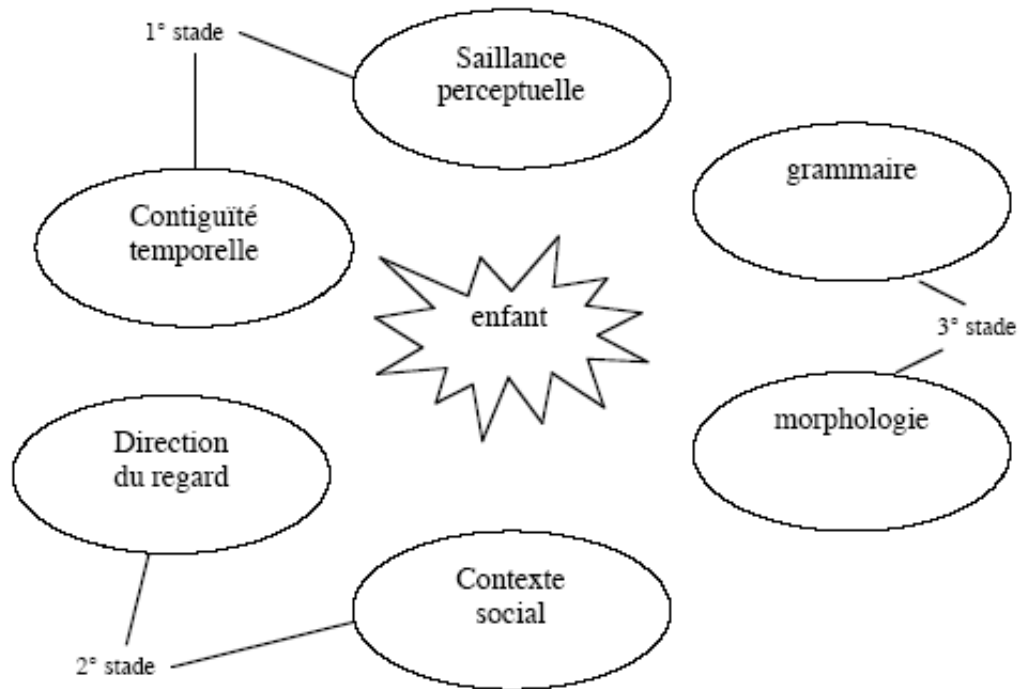 1° stade
Saillance
perceptuelle
grammaire
Contiguïté
temporelle
enfant
3° stade
morphologie
Direction
du regard
Contexte
social
2° stade